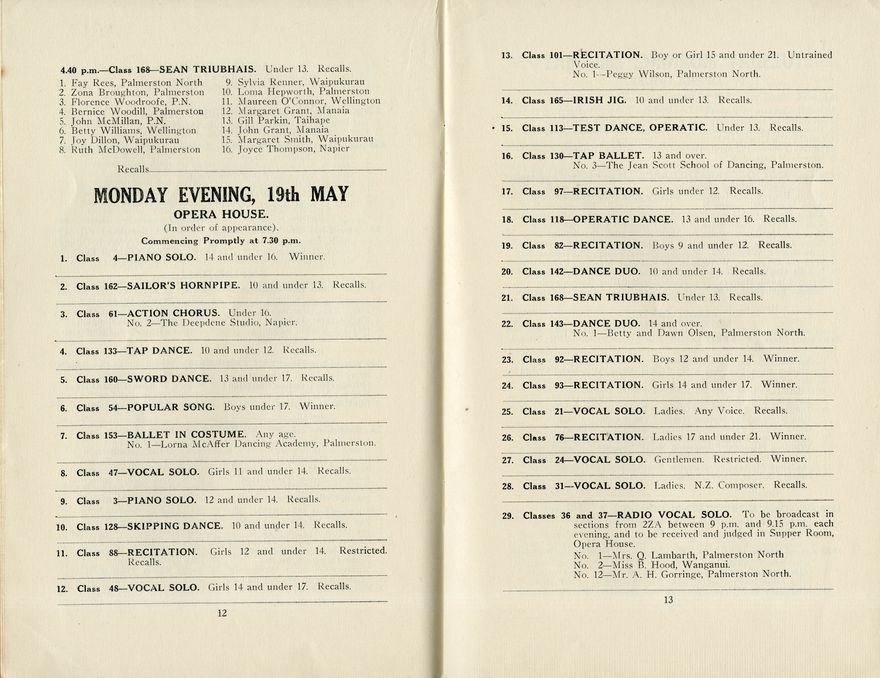 4.40 p.m.—Class 168—SEAN TRIUBHAIS. Under 13. Recalls.
1. Fay Rees, Palmerston North
2. Zona Broughton, Palmerston
3. Florence Woodroofe, P.N.
4. Bernice Woodill, Palmerston
5. John McMillan, P.N.
6. Betty Williams, Wellington
7. Joy Dillon, Waipukurau
8. Ruth McDowell, Palmerston
9. Sylvia Renner, Waipukurau
10. Loma Hepworth, Palmerston
11. Maureen O'Connor, Wellington
12. Margaret Grant, Manaia
13. Gill Parkin, Taihape
14. John Grant, Manaia
15. Margaret Smith, Waipukurau
16. Joyce Thompson, Napier
Recalls
MONDAY EVENING, 19th MAY
OPERA HOUSE.
(In order of appearance).
Commencing Promptly at 7.30 p.m.
1. Class 4—PIANO SOLO. 14 and under 16. Winner.
2. Class 162—SAILOR'S HORNPIPE. 10 and under 13. Recalls.
3. Class 61—ACTION CHORUS. Under 16.
No. 2—The Deepdene Studio, Napier.
4. Class 133—TAP DANCE. 10 and under 12. Recalls.
5. Class 160—SWORD DANCE. 13 and under 17. Recalls.
6. Class 54—POPULAR SONG. Boys under 17. Winner.
7. Class 153—BALLET IN COSTUME. Any age.
No. 1—Lorna McAffer Dancing Academy, Palmerston.
8. Class 47—VOCAL SOLO. Girls 11 and under 14. Recalls.
9. Class 3—PIANO SOLO. 12 and under 14. Recalls.
10. Class 128—SKIPPING DANCE. 10 and under 14. Recalls.
11. Class 88—RECITATION. Girls 12 and under 14. Restricted.
Recalls.
12. Class 48—VOCAL SOLO. Girls 14 and under 17. Recalls.
12
13. Class 101—RECITATION. Boy or Girl 15 and under 21. Untrained
Voice.
No. 1—Peggy Wilson, Palmerston North.
14. Class 165—IRISH JIG. 10 and under 13. Recalls.
15. Class 113—TEST DANCE, OPERATIC. Under 13. Recalls.
16. Class 130—TAP BALLET. 13 and over.
No. 3—The Jean Scott School of Dancing, Palmerston.
17. Class 97—RECITATION. Girls under 12. Recalls.
18. Class 118—OPERATIC DANCE. 13 and under 16. Recalls.
19. Class 82—RECITATION. Boys 9 and under 12. Recalls.
20. Class 142—DANCE DUO. 10 and under 14. Recalls.
21. Class 168—SEAN TRIUBHAIS. Under 13. Recalls.
22. Class 143—DANCE DUO. 14 and over.
No. 1—Betty and Dawn Olsen, Palmerston North.
23. Class 92—RECITATION. Boys 12 and under 14. Winner.
24. Class 93—RECITATION. Girls 14 and under 17. Winner.
25. Class 21—VOCAL SOLO. Ladies. Any Voice. Recalls.
26. Class 76—RECITATION. Ladies 17 and under 21. Winner.
27. Class 24—VOCAL SOLO. Gentlemen. Restricted. Winner.
28. Class 31—VOCAL SOLO. Ladies. N.Z. Composer. Recalls.
29. Classes 36 and 37—RADIO VOCAL SOLO. To be broadcast in
sections from 2ZA between 9 p.m. and 9.15 p.m. each
evening, and to be received and judged in Supper Room,
Opera House.
No. 1—Mrs. Q. Lambarth, Palmerston North
No. 2—Miss B. Hood, Wanganui.
No. 12—Mr. A. H. Gorringe, Palmerston North.
13